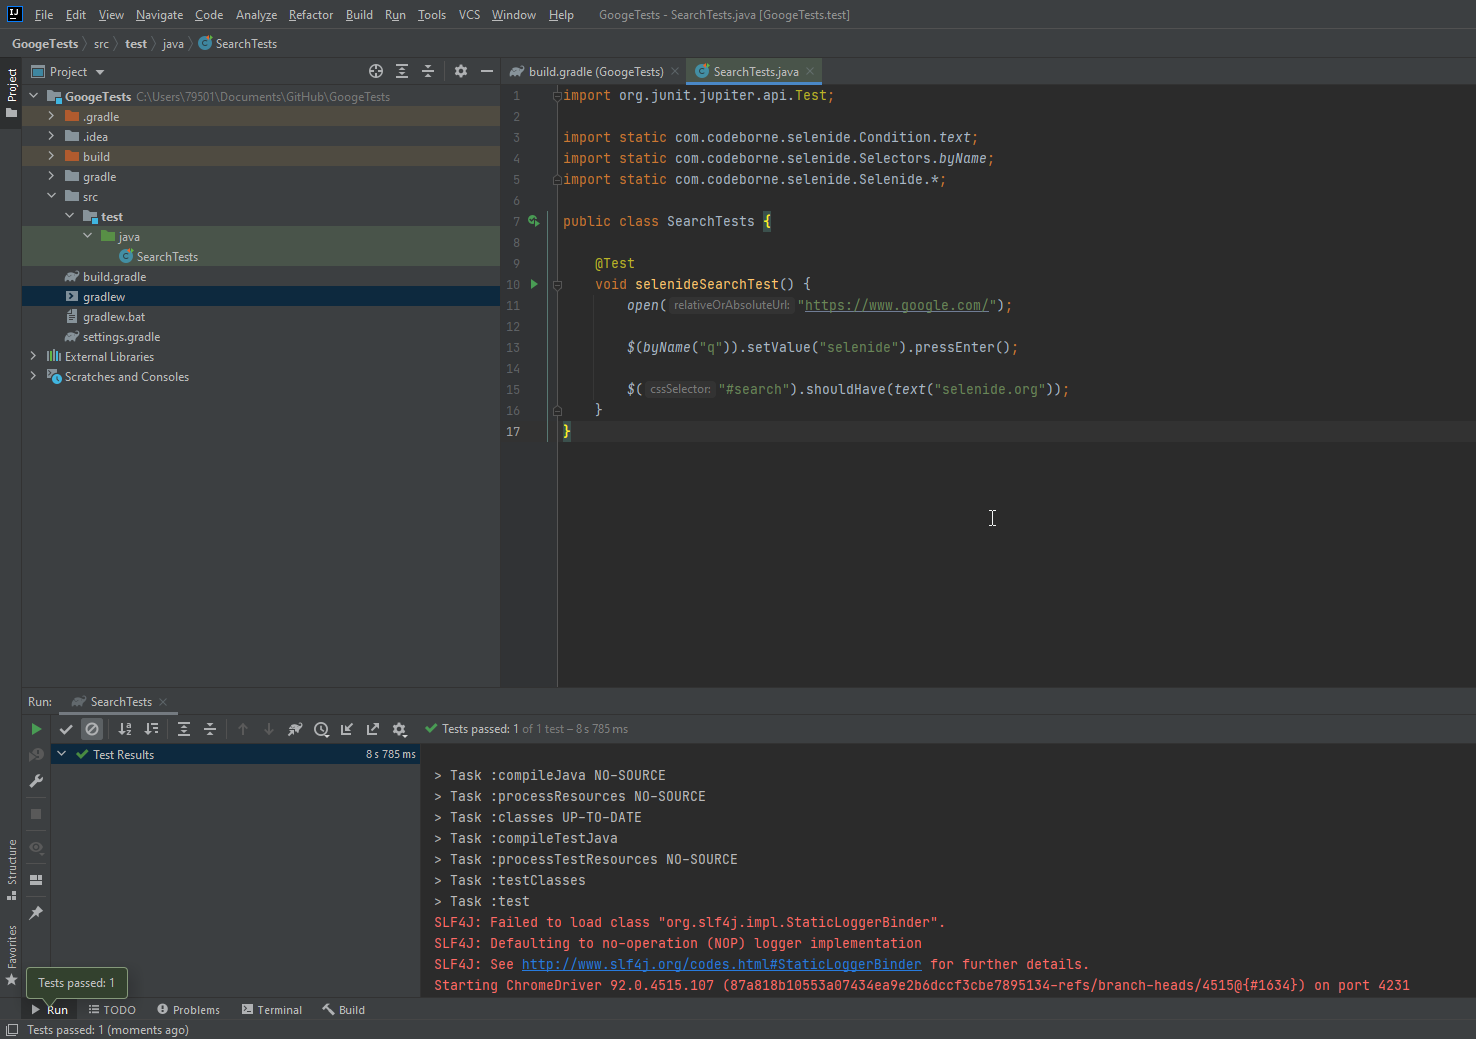 File Edit View Navigate Code Analyze Refactor Build Run Tools VCS Window Help GoogeTests - SearchTests.java [GoogeTests.test]
GoogeTests src test java SearchTests
Project
Project
build.gradle (GoogeTests) SearchTests.java
GoogeTests C:\Users\79501\Documents\GitHub\GoogeTests
.gradle
.idea
build
gradle
src
test
java
SearchTests
build.gradle
gradlew
gradlew.bat
settings.gradle
External Libraries
Scratches and Consoles
1 import org.junit.jupiter.api.Test;
2
3 import static com.codeborne.selenide.Condition.text;
4 import static com.codeborne.selenide.Selectors.byName;
5 import static com.codeborne.selenide.Selenide.*;
6
7 public class SearchTests {
8
9 @Test
10 void selenideSearchTest() {
11 open( relativeOrAbsoluteUrl: "https://www.google.com/");
12
13 $(byName("q")).setValue("selenide").pressEnter();
14
15 $( cssSelector: "#search").shouldHave(text("selenide.org"));
16 }
17 }
Run: SearchTests
Tests passed: 1 of 1 test – 8 s 785 ms
Test Results 8 s 785 ms
> Task :compileJava NO-SOURCE
> Task :processResources NO-SOURCE
> Task :classes UP-TO-DATE
> Task :compileTestJava
> Task :processTestResources NO-SOURCE
> Task :testClasses
> Task :test
SLF4J: Failed to load class "org.slf4j.impl.StaticLoggerBinder".
SLF4J: Defaulting to no-operation (NOP) logger implementation
SLF4J: See http://www.slf4j.org/codes.html#StaticLoggerBinder for further details.
Starting ChromeDriver 92.0.4515.107 (87a818b10553a07434ea9e2b6dccf3cbe7895134-refs/branch-heads/4515@{#1634}) on port 4231
Structure
Favorites
Tests passed: 1
Run TODO Problems Terminal Build
Tests passed: 1 (moments ago)